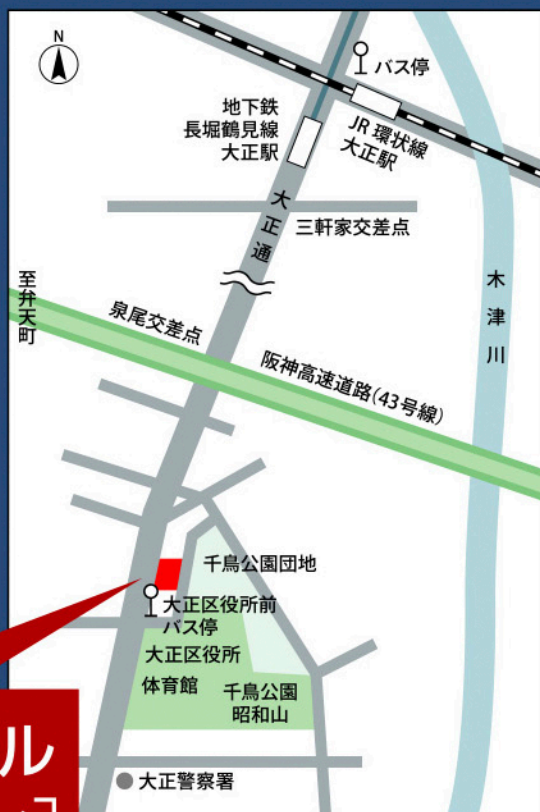 N
バス停
地下鉄
長堀鶴見線
大正駅
JR 環状線
大正駅
大正通
三軒家交差点
至弁天町
木津川
泉尾交差点
阪神高速道路(43号線)
千鳥公園団地
大正区役所前
バス停
大正区役所
体育館
千鳥公園
昭和山
大正警察署
ル